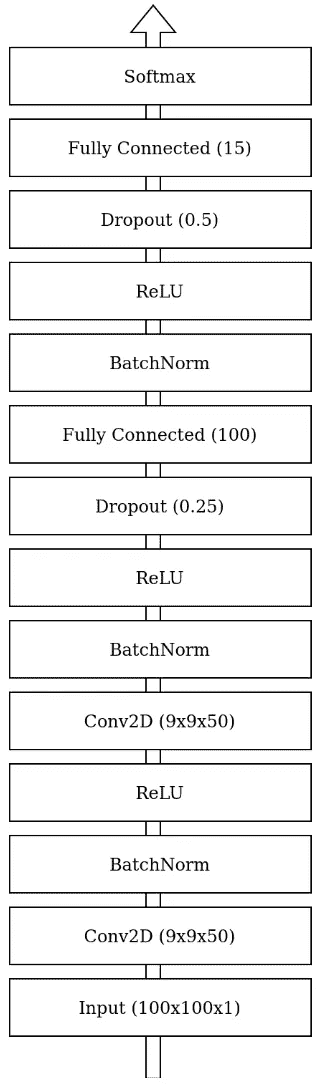 Softmax
Fully Connected (15)
Dropout (0.5)
ReLU
BatchNorm
Fully Connected (100)
Dropout (0.25)
ReLU
BatchNorm
Conv2D (9x9x50)
ReLU
BatchNorm
Conv2D (9x9x50)
Input (100x100x1)